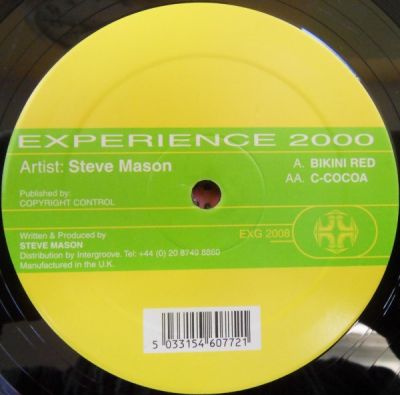 EXPERIENCE 2000
Artist: Steve Mason
A. BIKINI RED
AA. C-COCOA
Published by:
COPYRIGHT CONTROL
Written & Produced by
STEVE MASON
Distribution by Intergroove. Tel: +44 (0) 20 8749 8860
Manufactured in the U.K.
EXG 2008
5 033154 607721